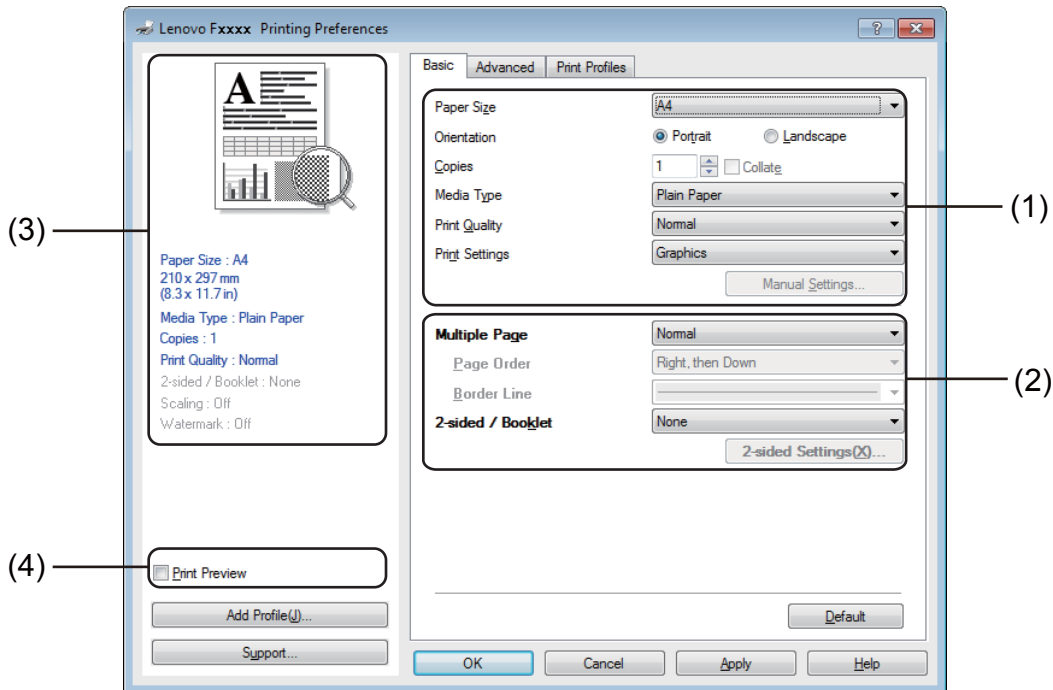 Lenovo Fxxxx Printing Preferences
Basic Advanced Print Profiles
A
(3)
Paper Size : A4
210 x 297 mm
(8.3 x 11.7 in)
Media Type : Plain Paper
Copies : 1
Print Quality : Normal
2-sided / Booklet : None
Scaling : Off
Watermark : Off
(4)
Print Preview
Add Profile(J)...
Support...
Paper Size A4
Orientation Portrait Landscape
Copies 1 Collate
Media Type Plain Paper
(1)
Print Quality Normal
Print Settings Graphics
Manual Settings...
Multiple Page Normal
Page Order Right, then Down
(2)
Border Line
2-sided / Booklet None
2-sided Settings(X)...
Default
OK Cancel Apply Help